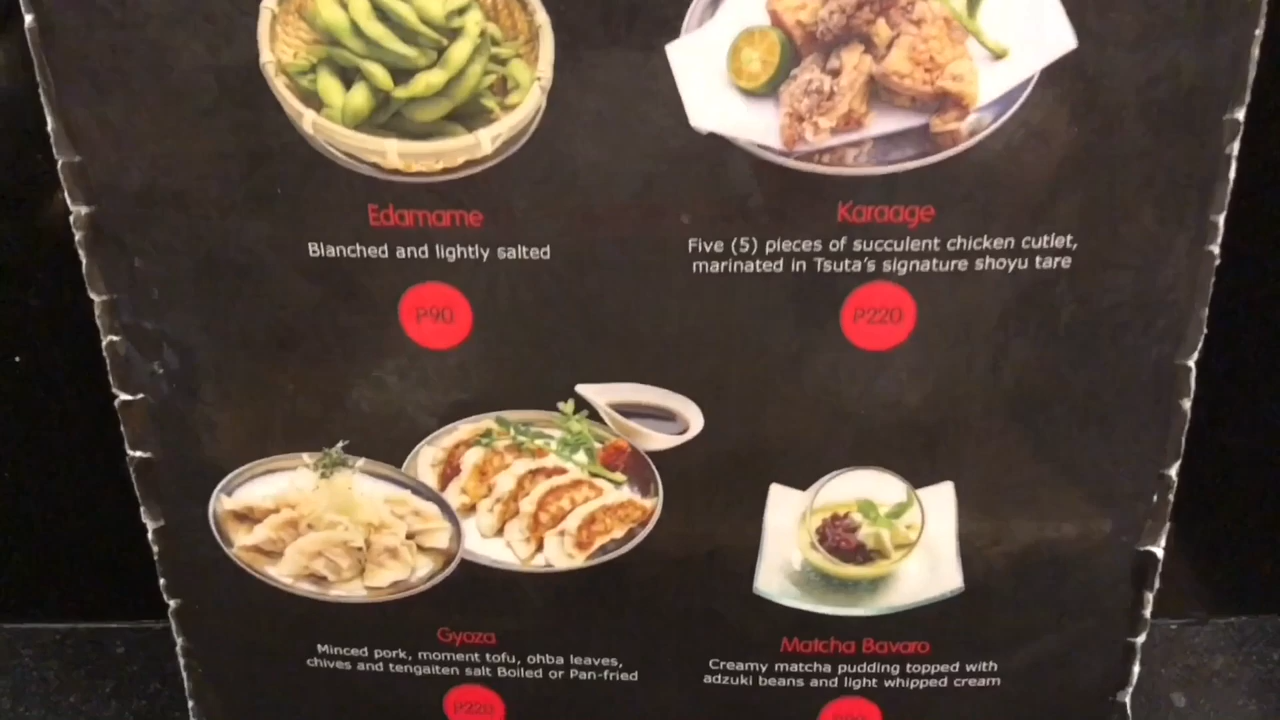 Edamame
Blanched and lightly salted
P90
Karaage
Five (5) pieces of succulent chicken cutlet,
marinated in Tsuta's signature shoyu tare
P220
Gyoza
Minced pork, moment tofu, ohba leaves,
chives and tengaiten salt Boiled or Pan-fried
P220
Matcha Bavaro
Creamy matcha pudding topped with
adzuki beans and light whipped cream